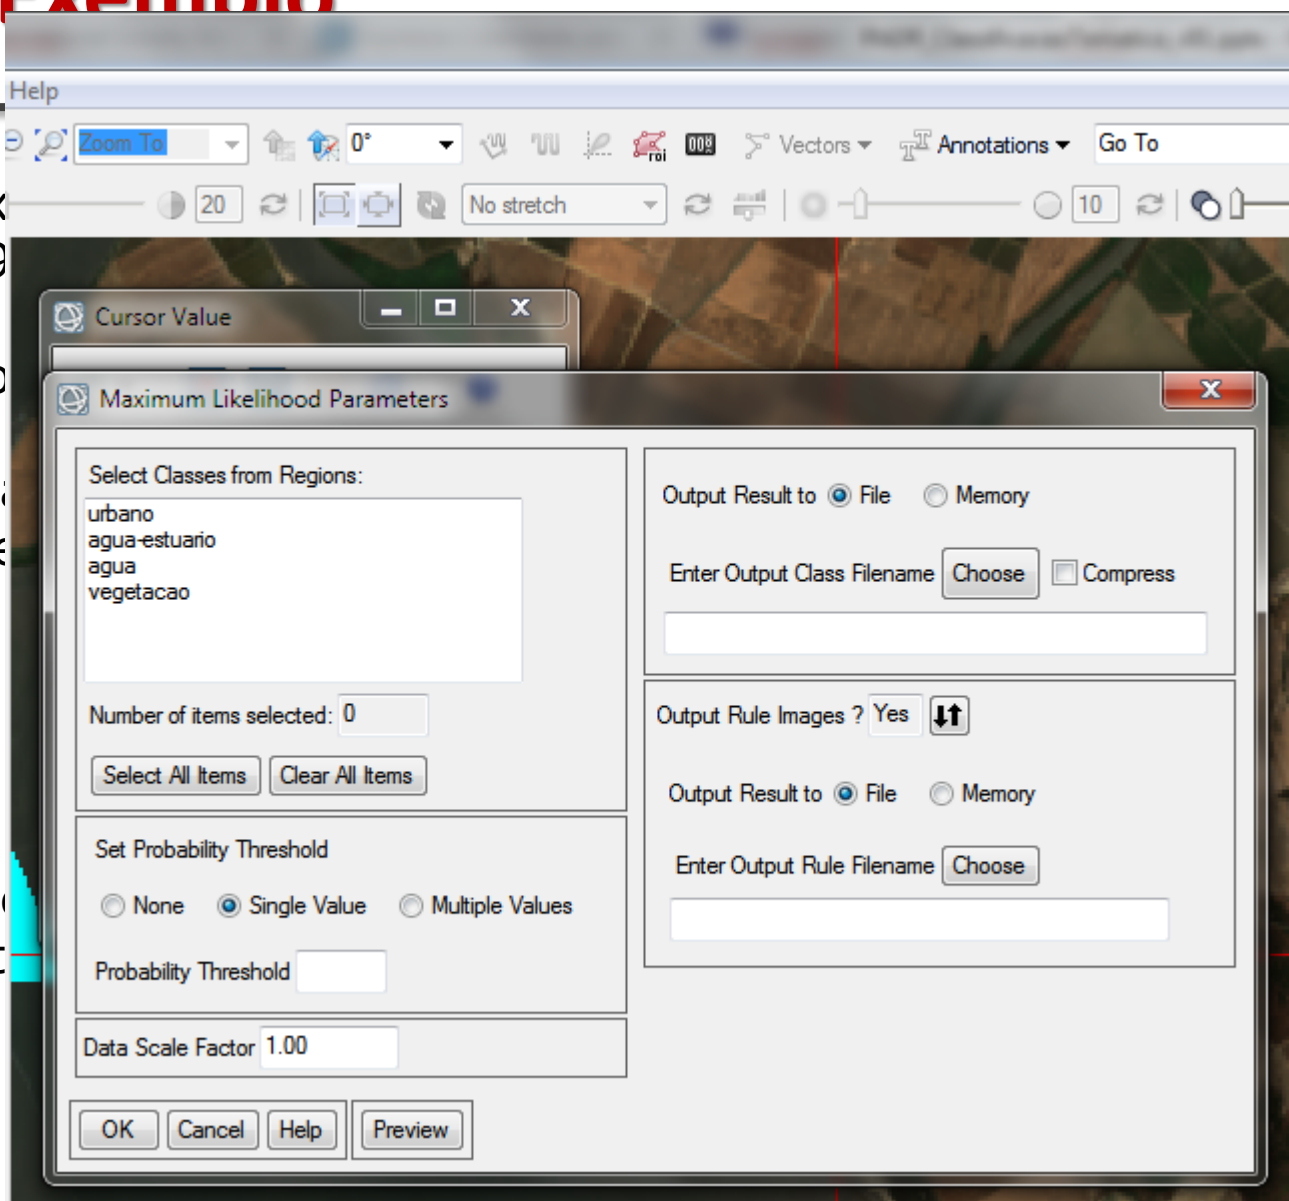 Exemplo
Help
Zoom To
0°
roi
Vectors
Annotations
Go To
20
No stretch
10
Cursor Value
Maximum Likelihood Parameters
Select Classes from Regions:
urbano
agua-estuario
agua
vegetacao
Number of items selected: 0
Select All Items
Clear All Items
Set Probability Threshold
None
Single Value
Multiple Values
Probability Threshold
Data Scale Factor 1.00
OK
Cancel
Help
Preview
Output Result to
File
Memory
Enter Output Class Filename
Choose
Compress
Output Rule Images ? Yes
Output Result to
File
Memory
Enter Output Rule Filename
Choose